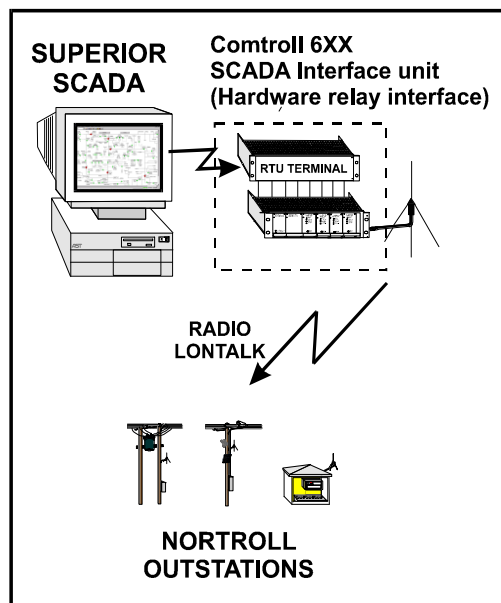 SUPERIOR
SCADA
Comtroll 6XX
SCADA Interface unit
(Hardware relay interface)
RTU TERMINAL
RADIO
LONTALK
NORTROLL
OUTSTATIONS